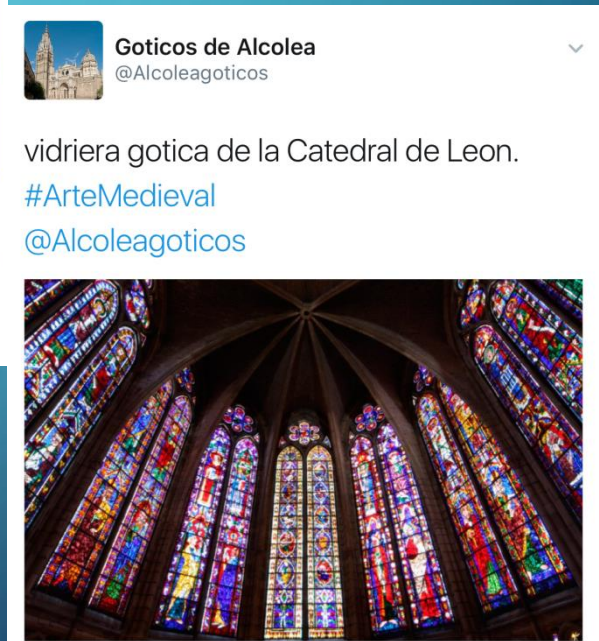 Goticos de Alcolea
@Alcoleagoticos
vidriera gotica de la Catedral de Leon.
#ArteMedieval
@Alcoleagoticos